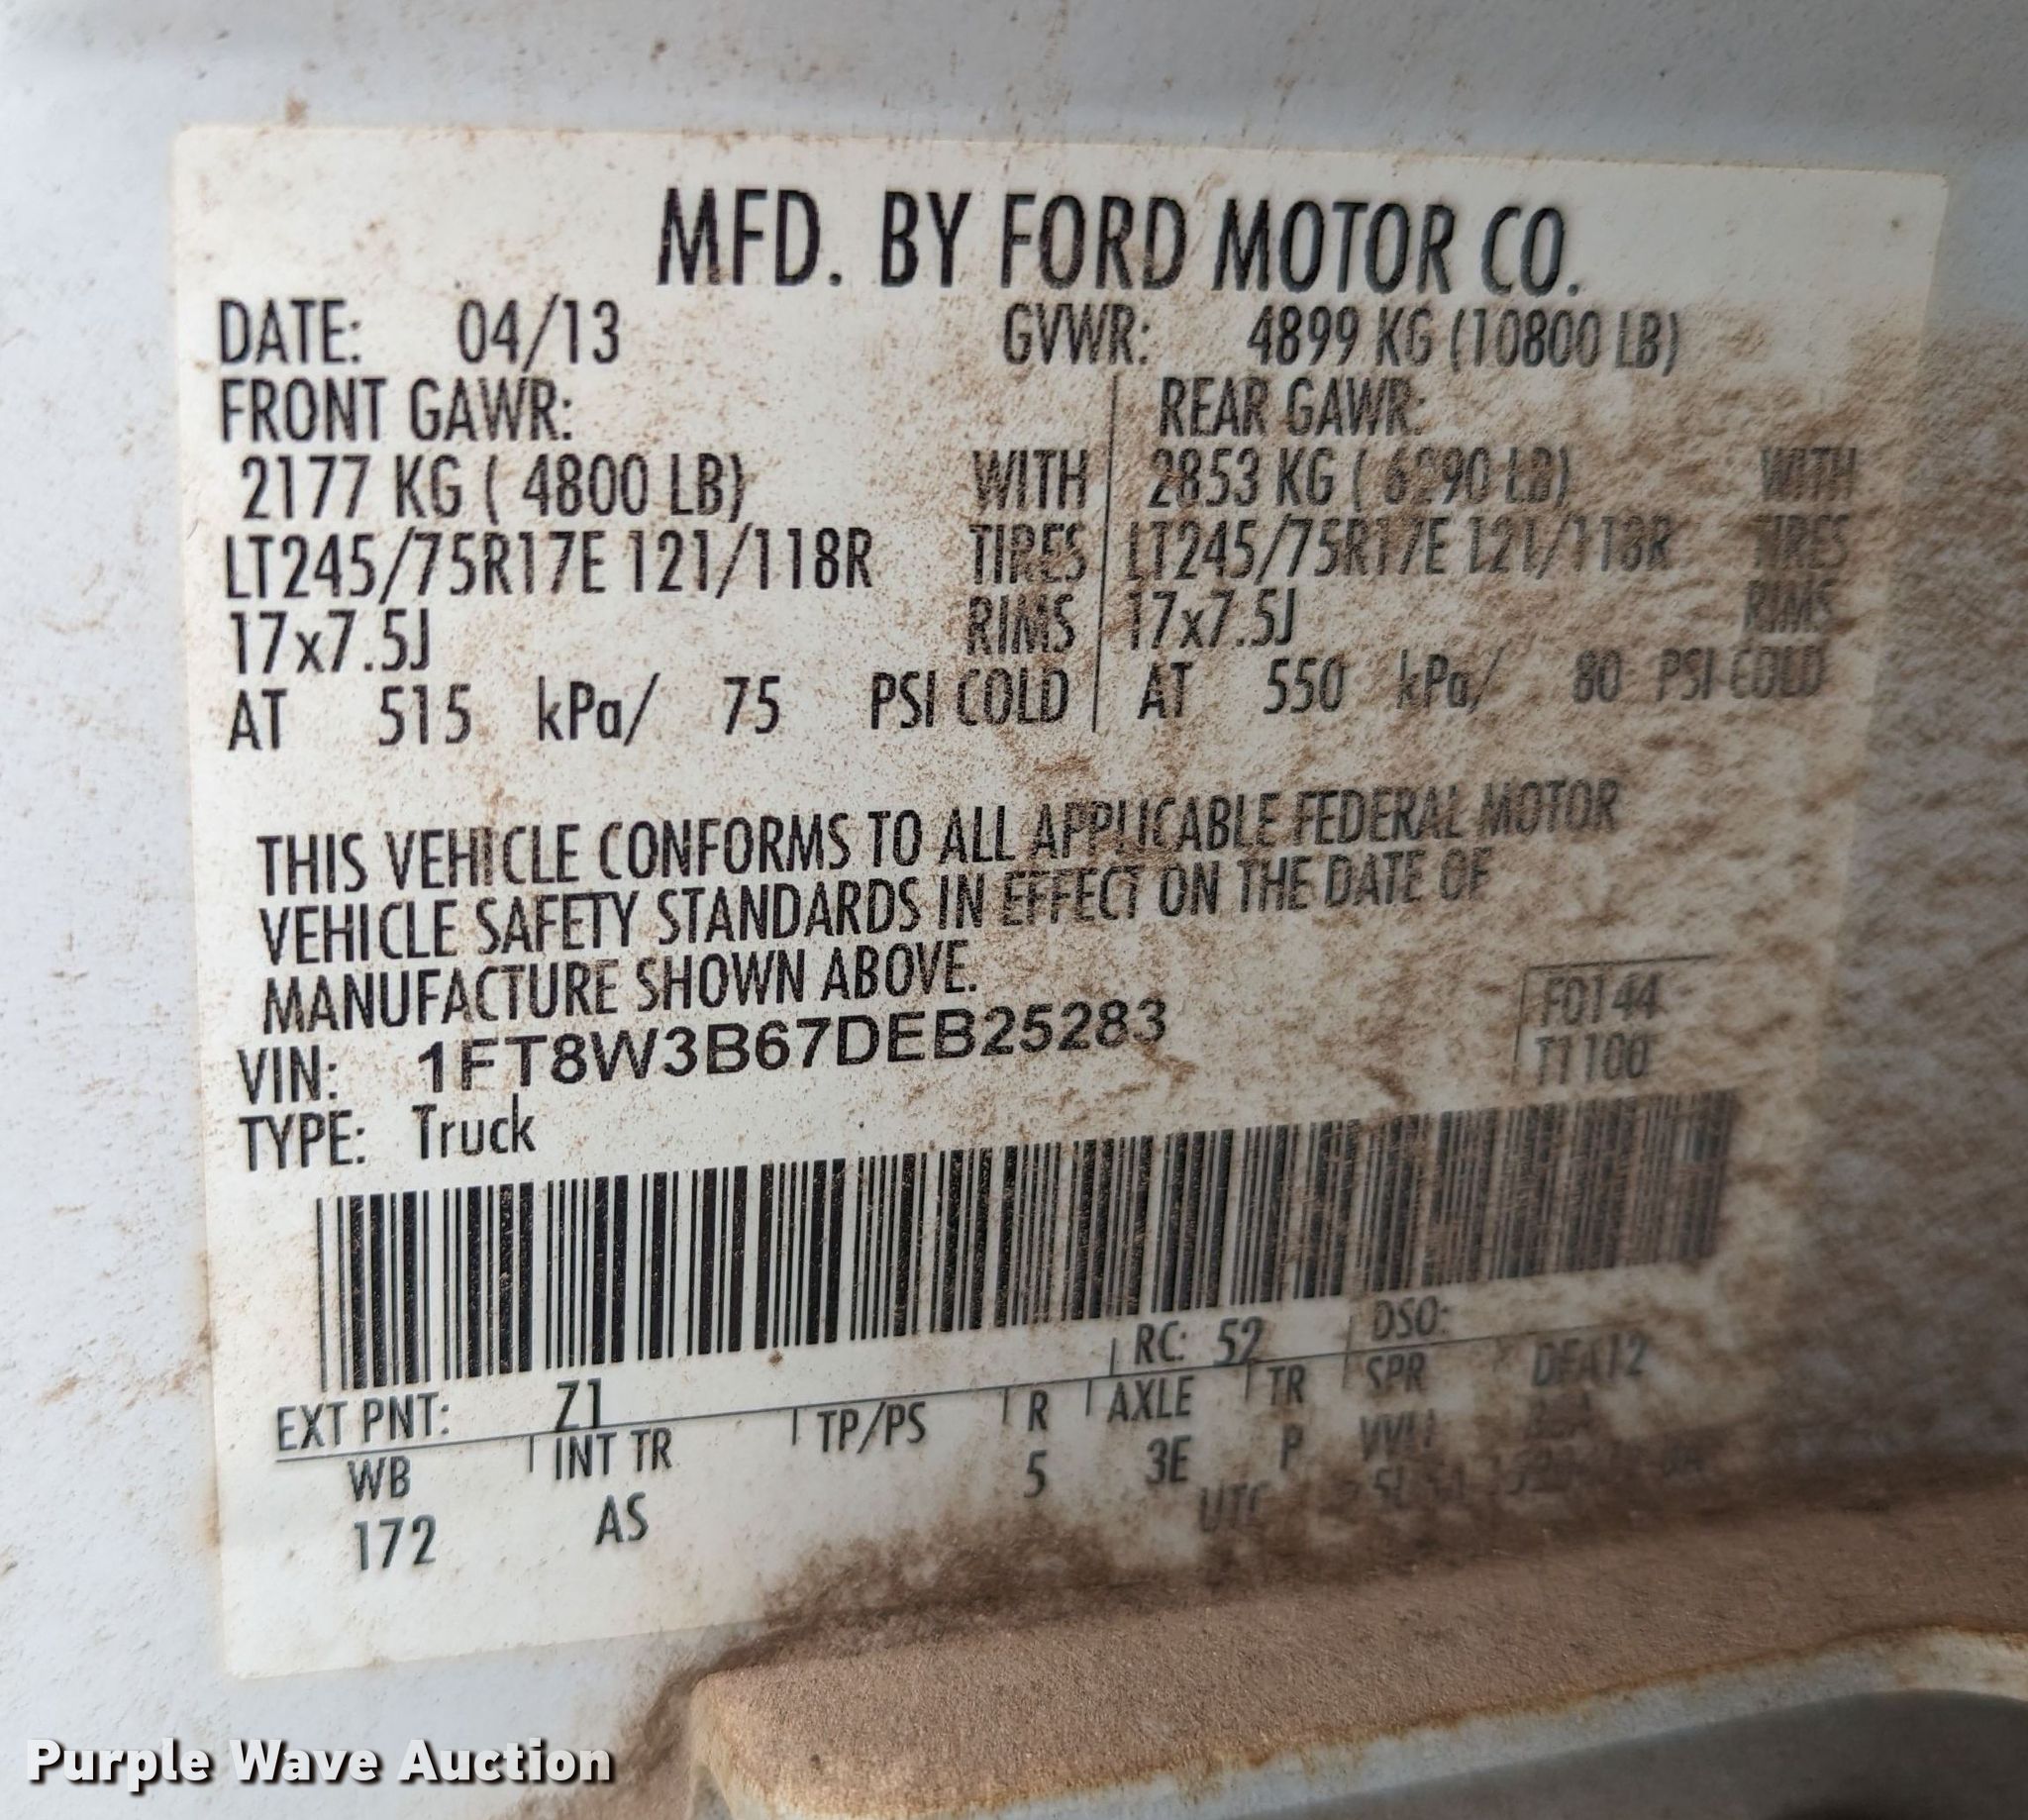 MFD. BY FORD MOTOR CO.
DATE: 04/13 GVWR: 4899 KG (10800 LB)
FRONT GAWR: REAR GAWR:
2177 KG ( 4800 LB) WITH 2853 KG ( 6290 LB) WITH
LT245/75R17E 121/118R TIRES LT245/75R17E 121/118R TIRES
17x7.5J RIMS 17x7.5J RIMS
AT 515 kPa/ 75 PSI COLD AT 550 kPa/ 80 PSI COLD
THIS VEHICLE CONFORMS TO ALL APPLICABLE FEDERAL MOTOR
VEHICLE SAFETY STANDARDS IN EFFECT ON THE DATE OF
MANUFACTURE SHOWN ABOVE.
VIN: 1FT8W3B67DEB25283
F0144
T1100
TYPE: Truck
RC: 52 DSO:
EXT PNT: Z1
WB INT TR TP/PS R AXLE TR SPR
172 AS 5 3E P
UTC
Purple Wave Auction